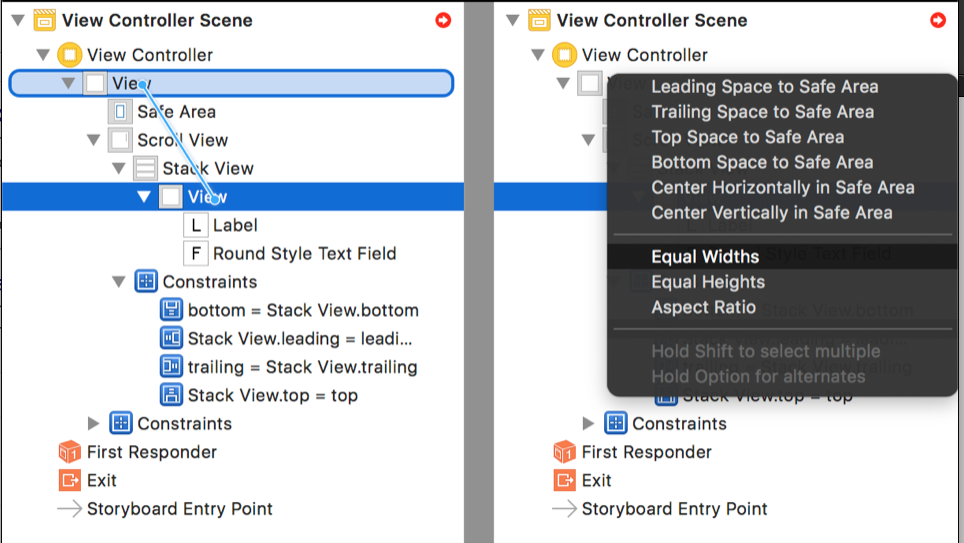 View Controller Scene
View Controller
View
Safe Area
Scroll View
Stack View
View
L Label
F Round Style Text Field
Constraints
bottom = Stack View.bottom
Stack View.leading = leadi...
trailing = Stack View.trailing
Stack View.top = top
Constraints
First Responder
Exit
Storyboard Entry Point
View Controller Scene
View Controller
Leading Space to Safe Area
Trailing Space to Safe Area
Top Space to Safe Area
Bottom Space to Safe Area
Center Horizontally in Safe Area
Center Vertically in Safe Area
Equal Widths
Equal Heights
Aspect Ratio
Hold Shift to select multiple
Hold Option for alternates
Stack View.top = top
Constraints
First Responder
Exit
Storyboard Entry Point